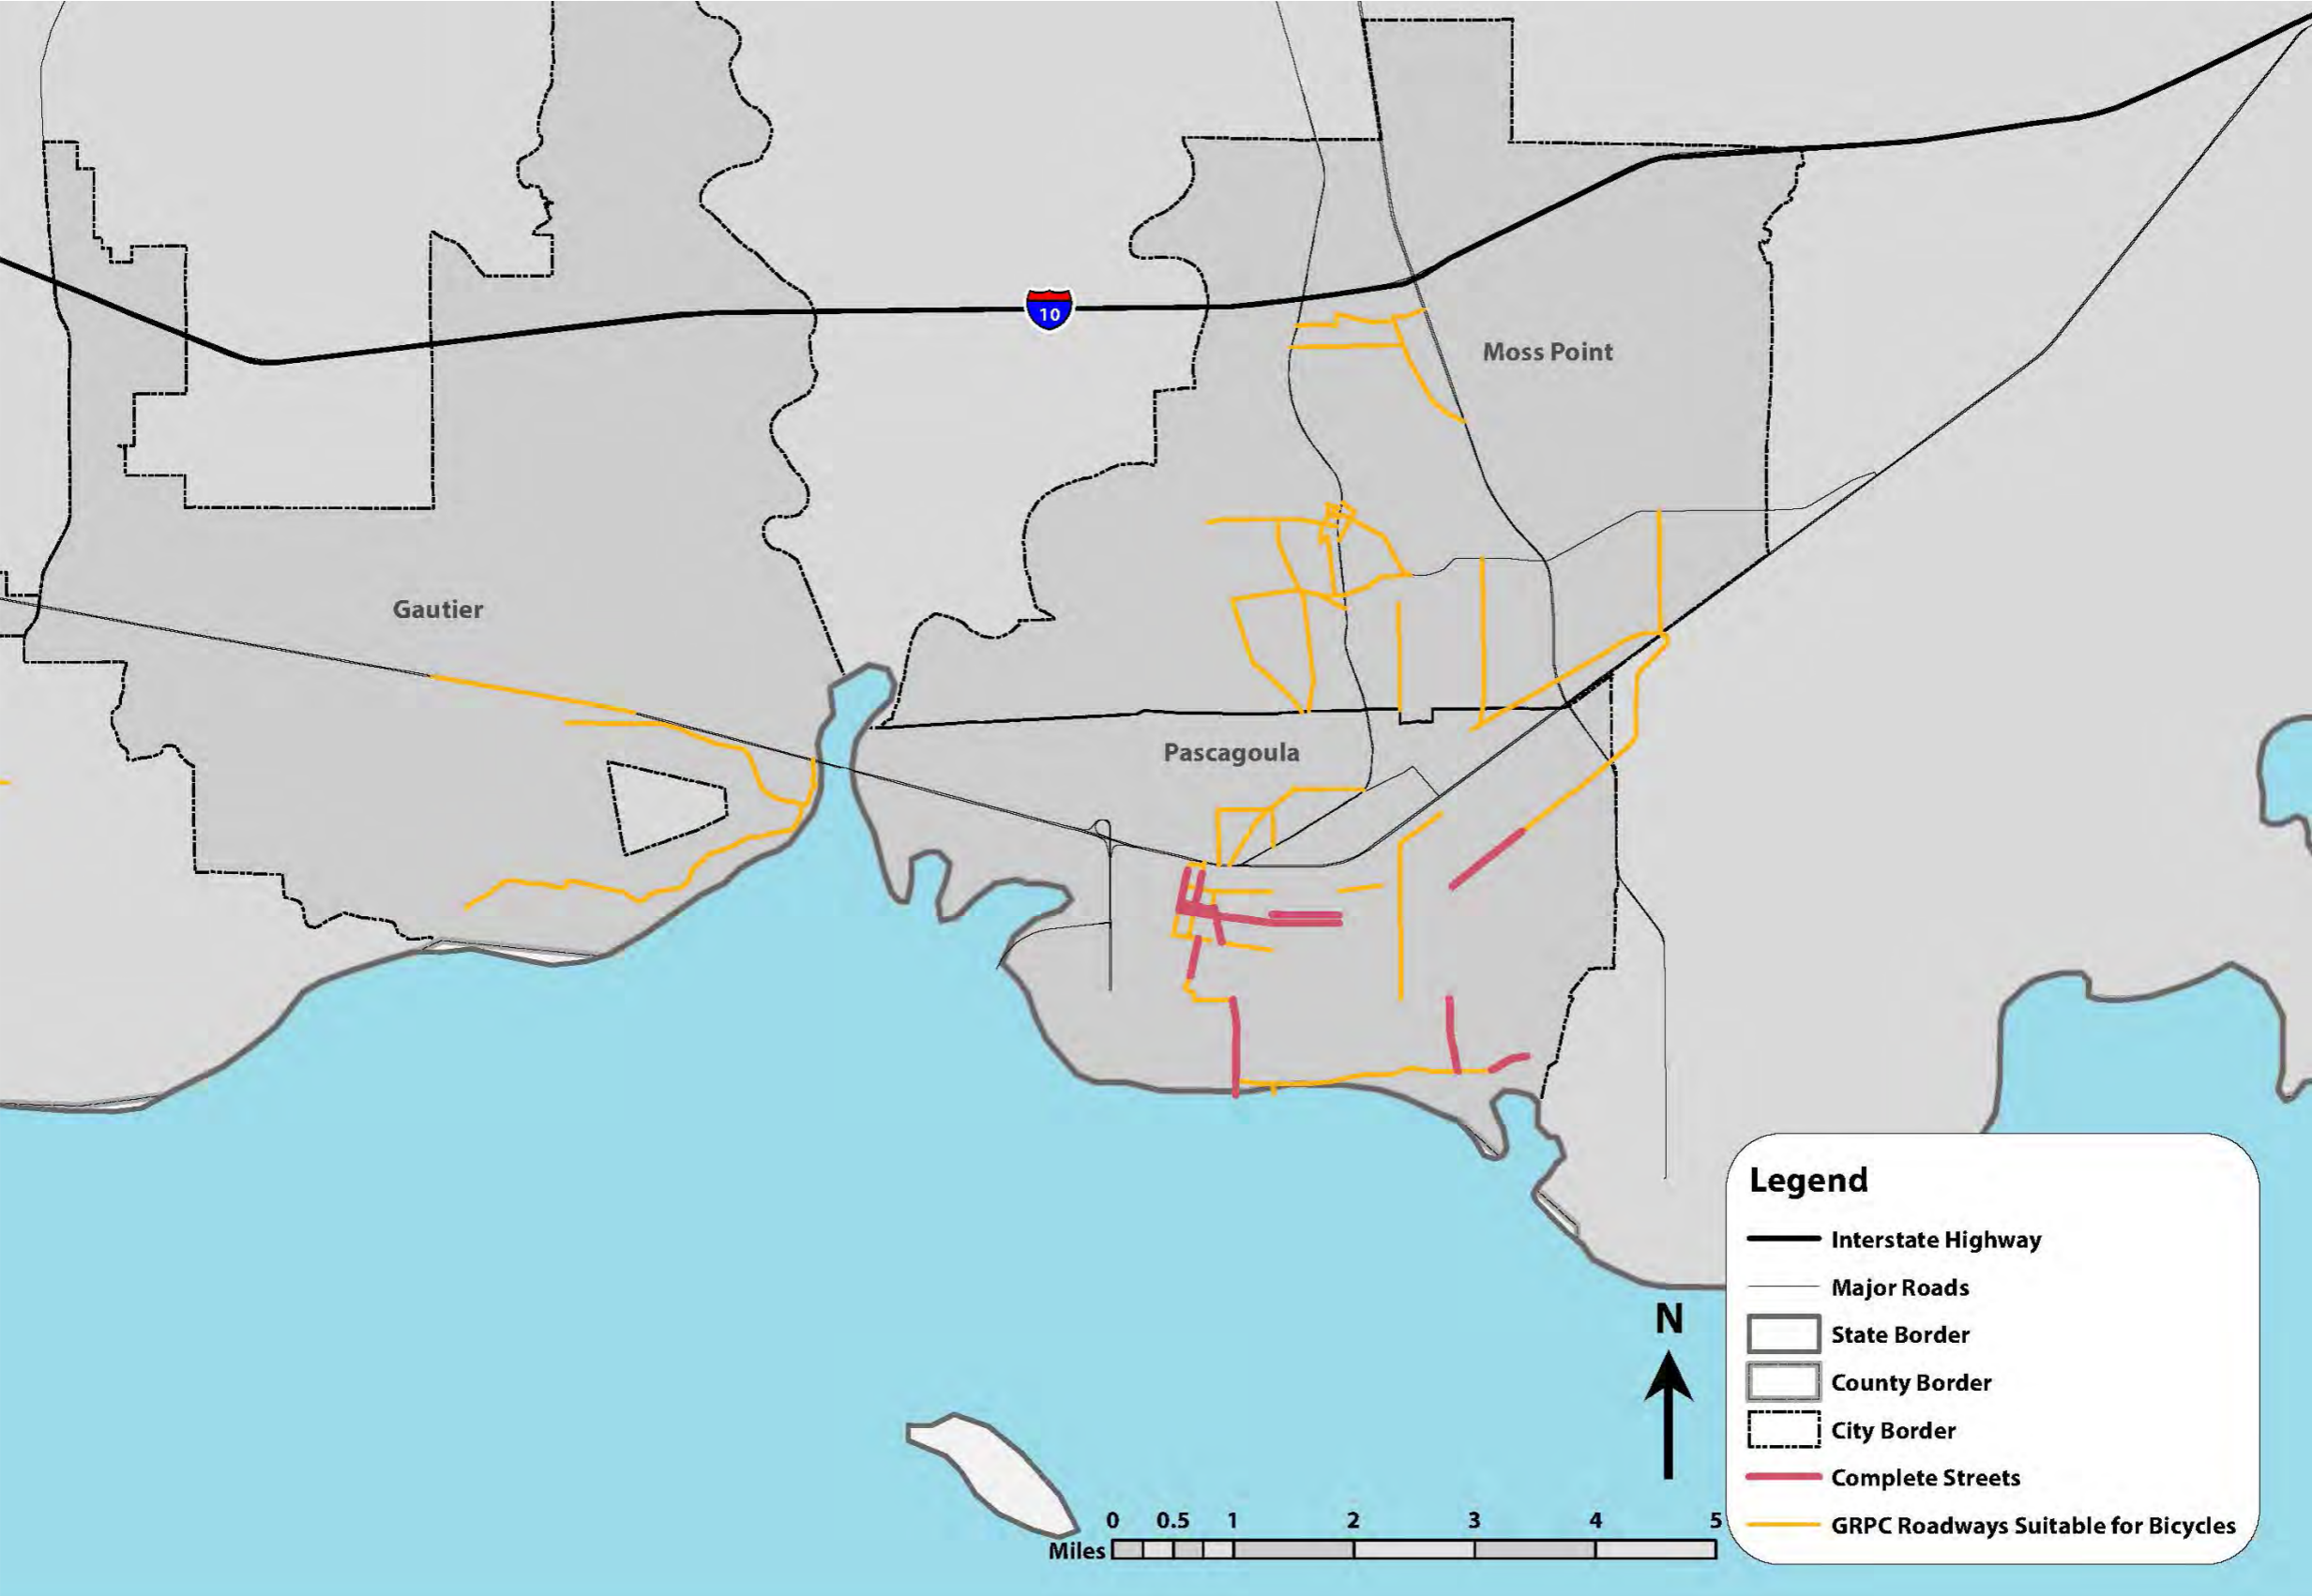 10
Moss Point
Gautier
Pascagoula
Legend
Interstate Highway
Major Roads
State Border
County Border
City Border
Complete Streets
GRPC Roadways Suitable for Bicycles
N
0 0.5 1 2 3 4 5
Miles